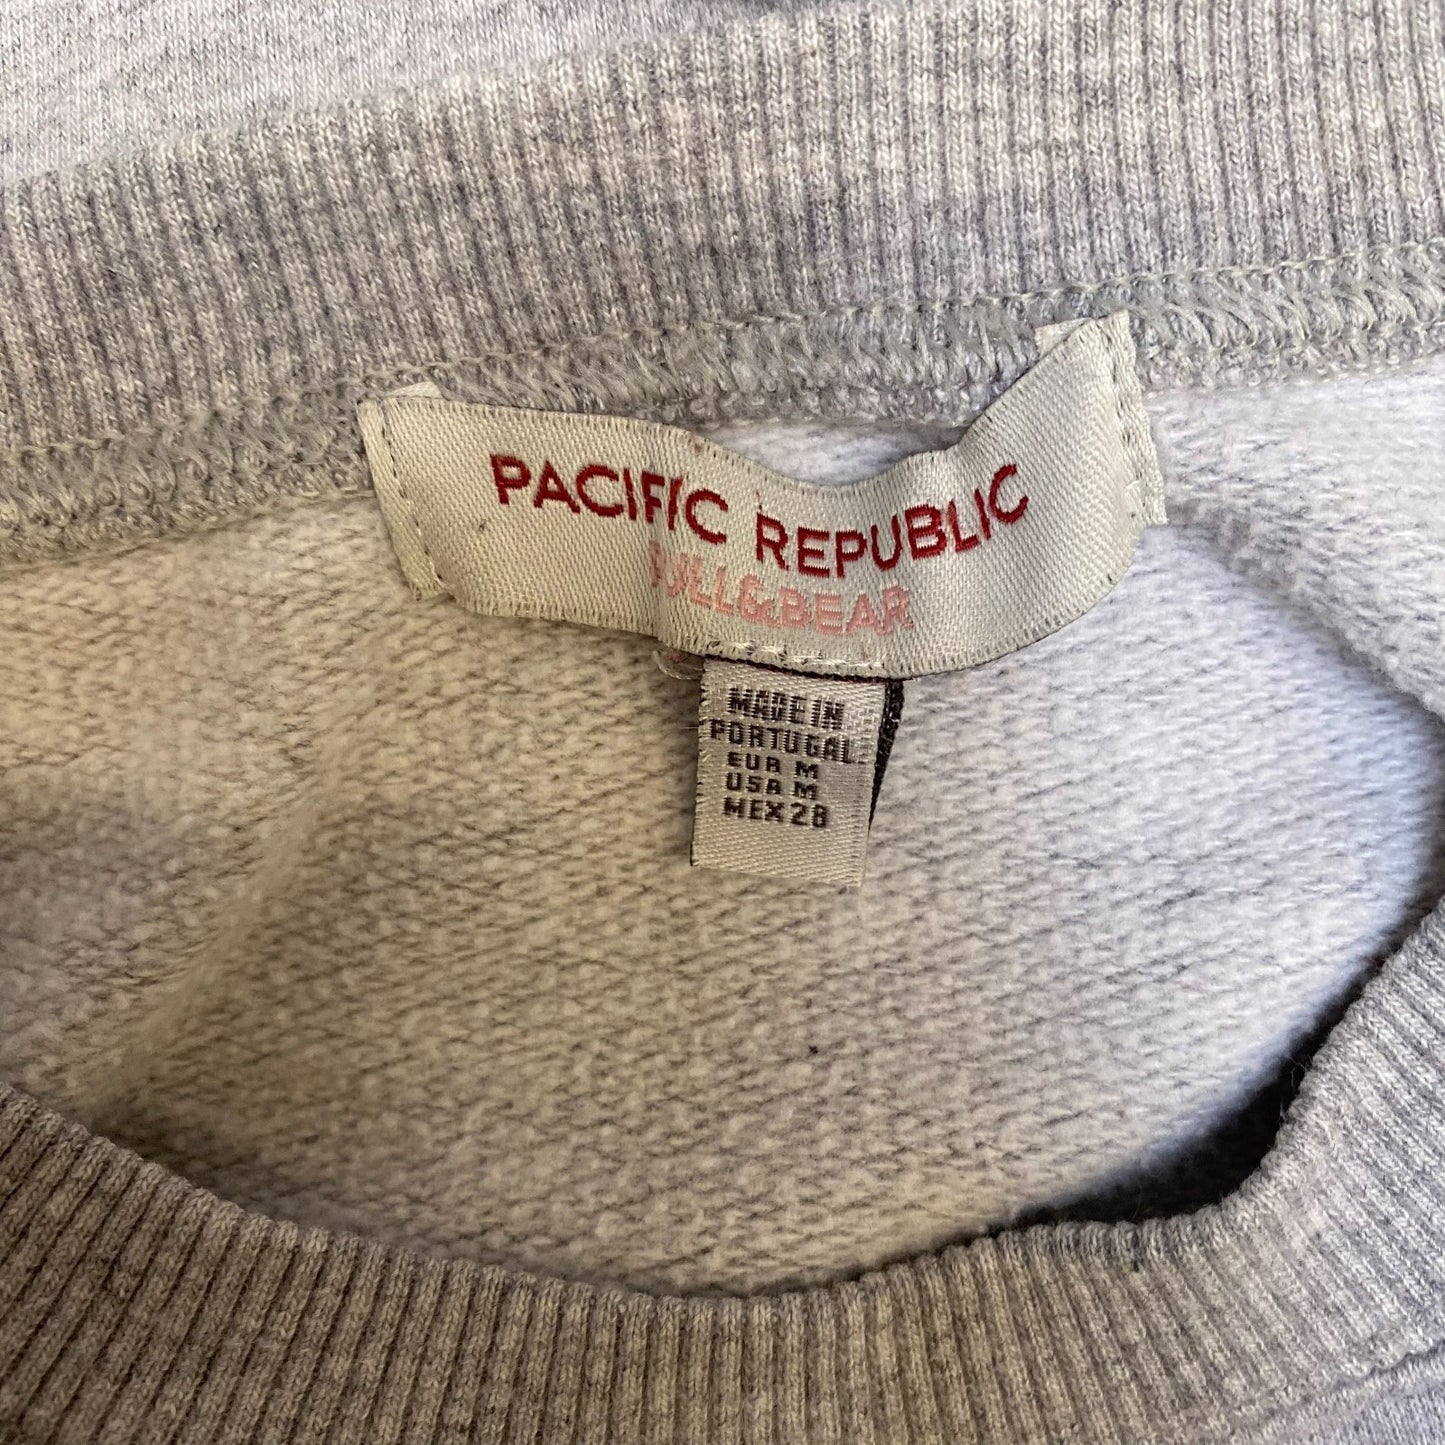 PACIFIC REPUBLIC
PULL&BEAR
MADE IN
PORTUGAL
EUR M
USA M
MEX 28